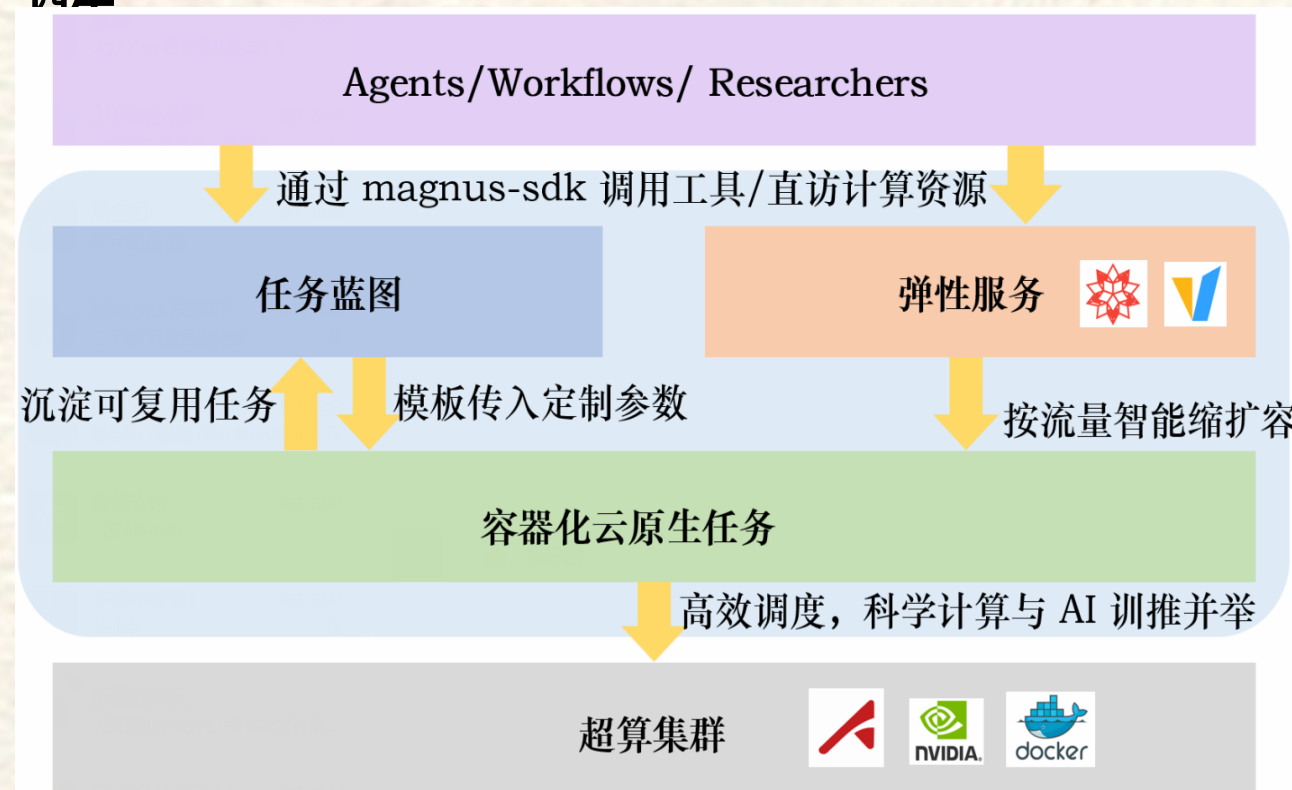 Agents/Workflows/ Researchers
通过 magnus-sdk 调用工具/直访计算资源
任务蓝图
弹性服务
沉淀可复用任务
模板传入定制参数
按流量智能缩扩容
容器化云原生任务
高效调度，科学计算与 AI 训推并举
超算集群
NVIDIA.
docker